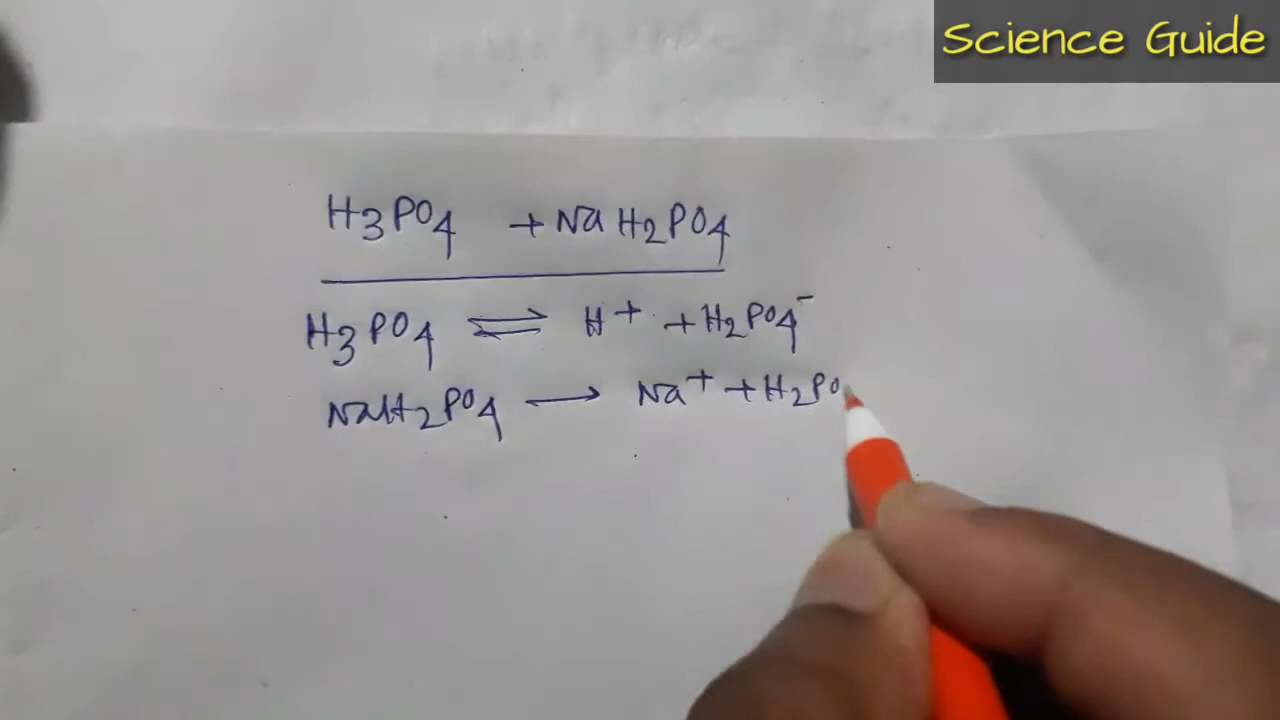 Science Guide
H3PO4 + NaH2PO4
H3PO4 ⇌ H+ + H2PO4-
NaH2PO4 → Na+ + H2PO